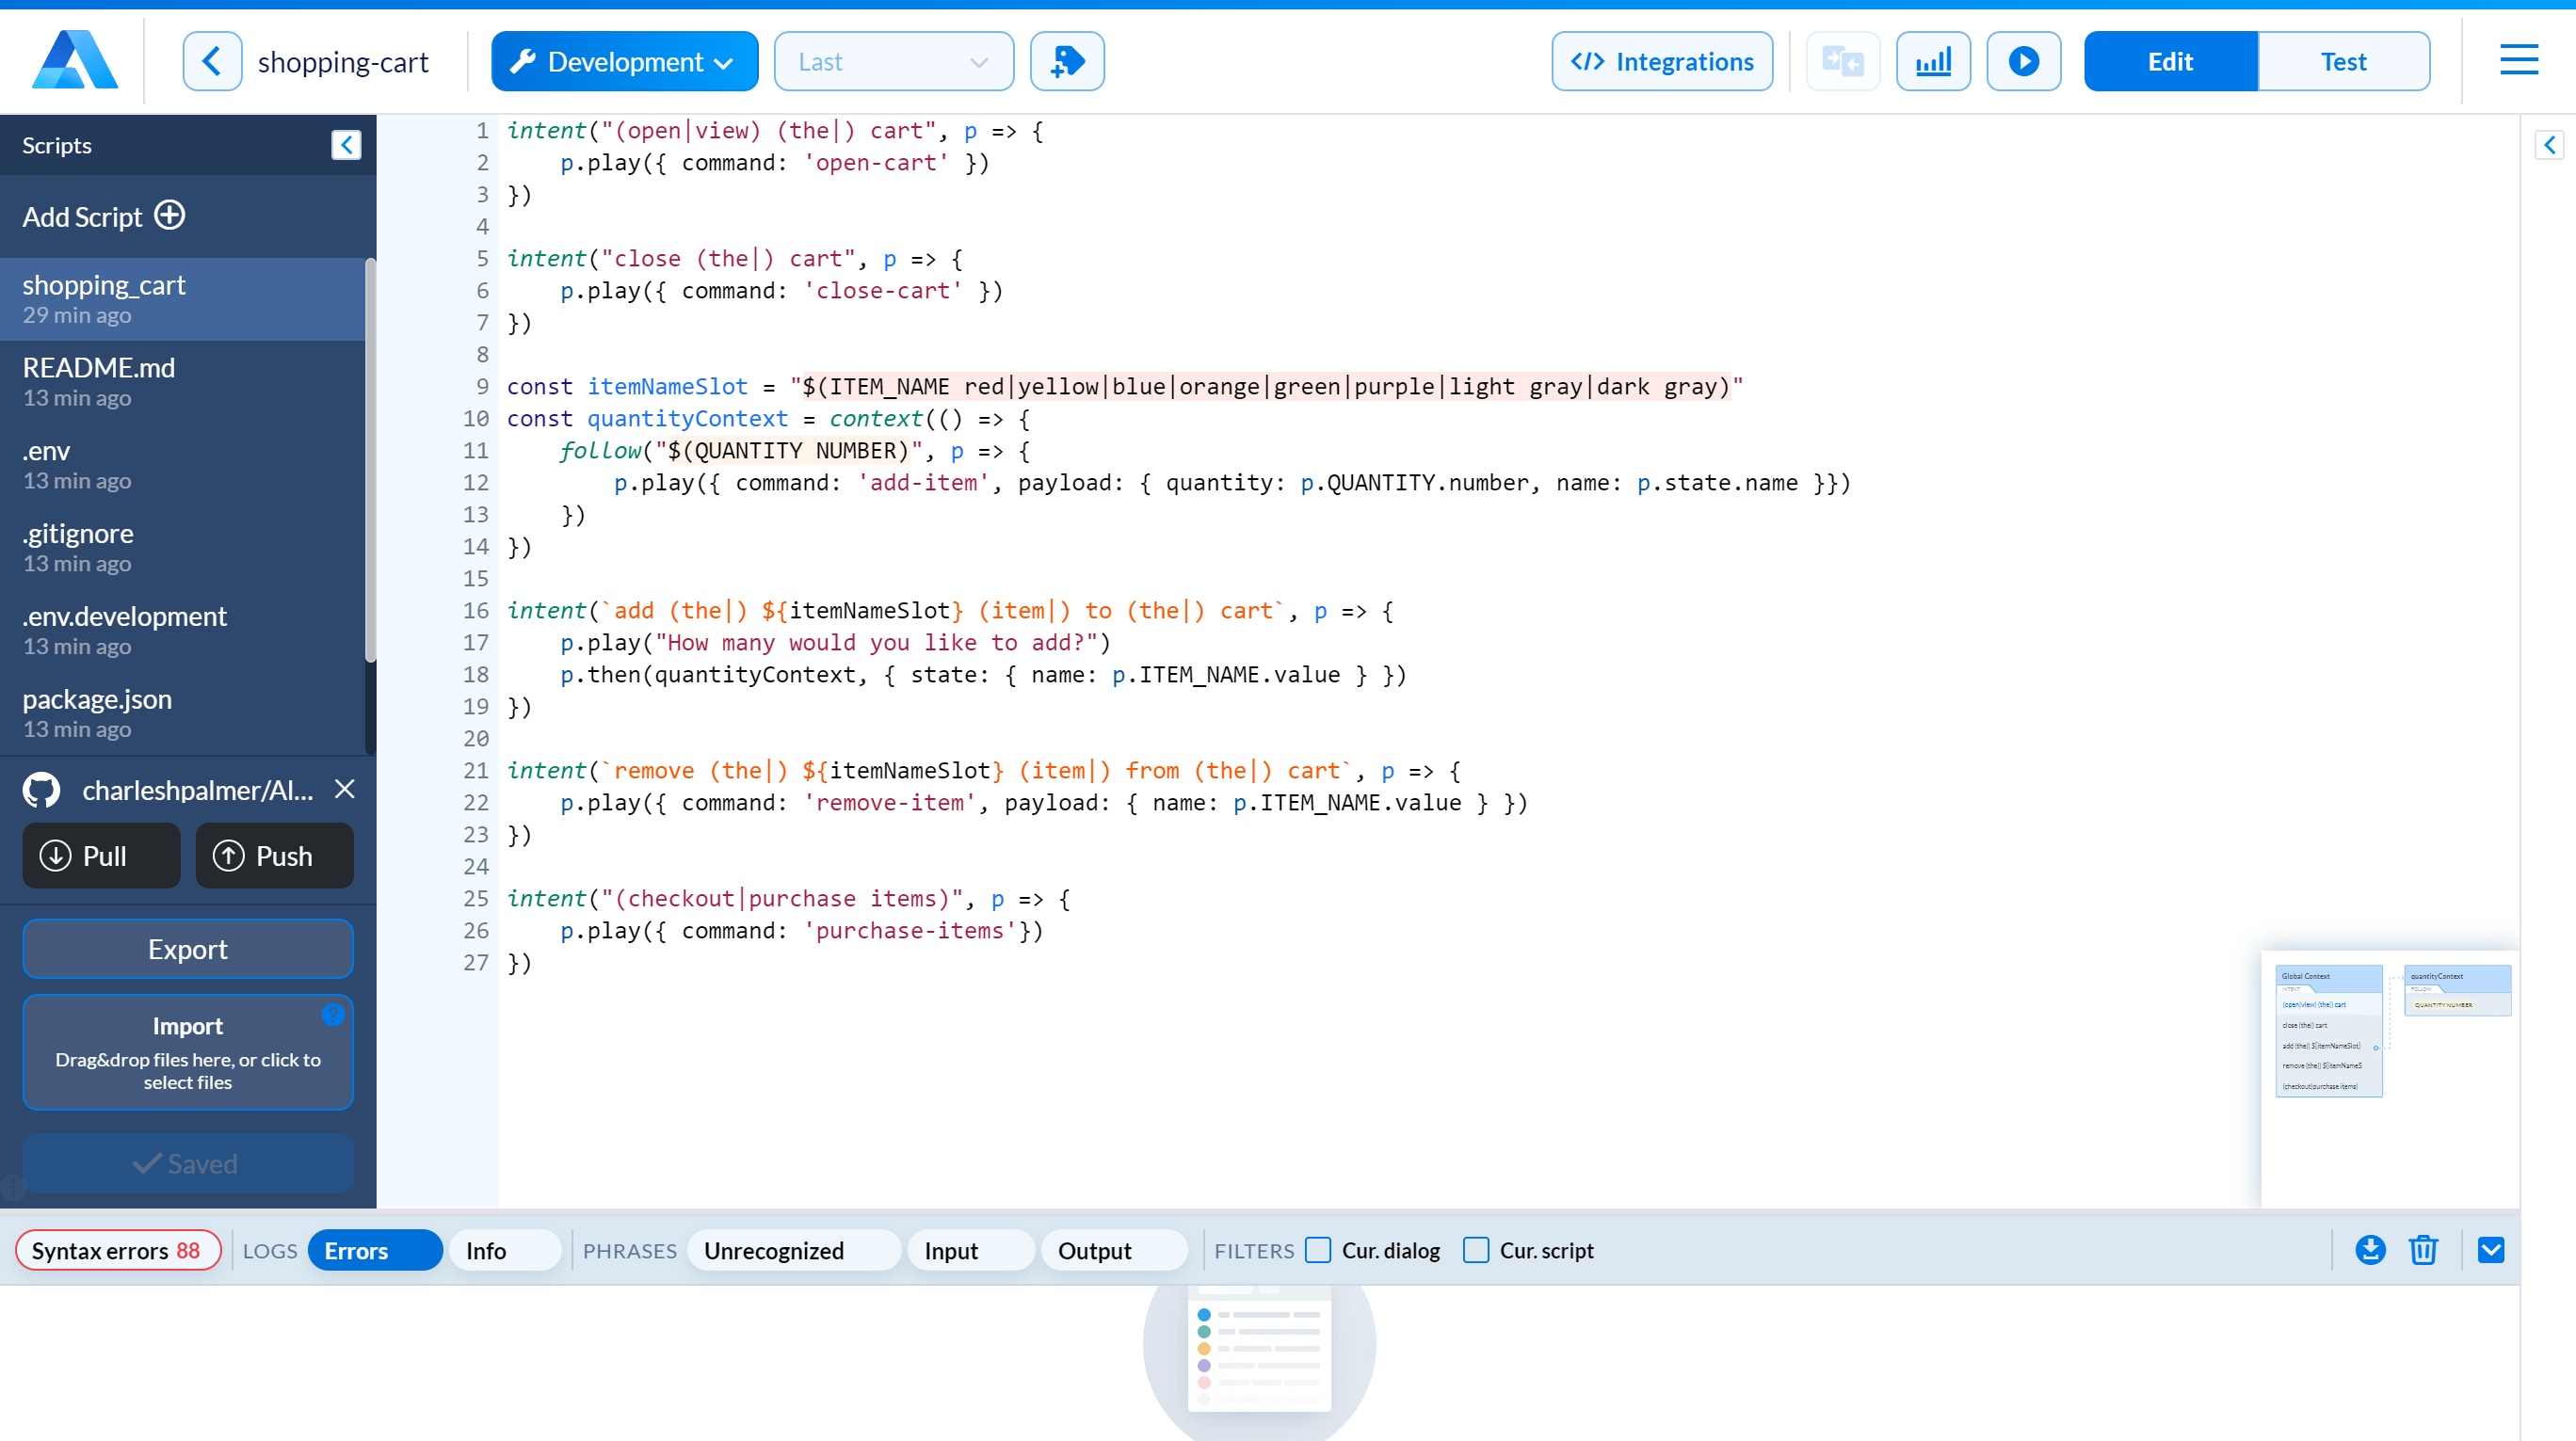 shopping-cart
Development
Last
</> Integrations
Edit
Test
Scripts
Add Script
shopping_cart
29 min ago
README.md
13 min ago
.env
13 min ago
.gitignore
13 min ago
.env.development
13 min ago
package.json
13 min ago
charleshpalmer/Al...
Pull
Push
Export
Import
?
Drag&drop files here, or click to
select files
Saved
1 intent("(open|view) (the|) cart", p => {
2     p.play({ command: 'open-cart' })
3 })
4
5 intent("close (the|) cart", p => {
6     p.play({ command: 'close-cart' })
7 })
8
9 const itemNameSlot = "$(ITEM_NAME red|yellow|blue|orange|green|purple|light gray|dark gray)"
10 const quantityContext = context(() => {
11     follow("$(QUANTITY NUMBER)", p => {
12         p.play({ command: 'add-item', payload: { quantity: p.QUANTITY.number, name: p.state.name }})
13     })
14 })
15
16 intent(`add (the|) ${itemNameSlot} (item|) to (the|) cart`, p => {
17     p.play("How many would you like to add?")
18     p.then(quantityContext, { state: { name: p.ITEM_NAME.value } })
19 })
20
21 intent(`remove (the|) ${itemNameSlot} (item|) from (the|) cart`, p => {
22     p.play({ command: 'remove-item', payload: { name: p.ITEM_NAME.value } })
23 })
24
25 intent("(checkout|purchase items)", p => {
26     p.play({ command: 'purchase-items'})
27 })
Global Context
INTENT
(open|view) (the|) cart
close (the|) cart
add (the|) ${itemNameSlot}
remove (the|) ${itemNameS
(checkout|purchase items)
quantityContext
FOLLOW
QUANTITY NUMBER
Syntax errors 88
LOGS
Errors
Info
PHRASES
Unrecognized
Input
Output
FILTERS
Cur. dialog
Cur. script